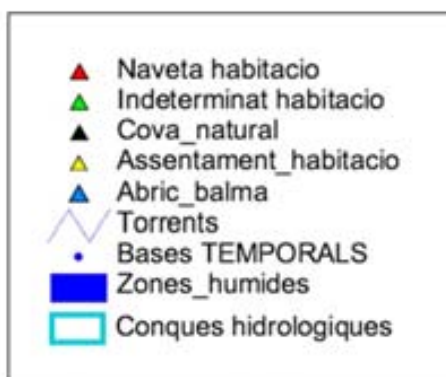 Naveta habitacio
Indeterminat habitacio
Cova_natural
Assentament_habitacio
Abric_balma
Torrents
Bases TEMPORALS
Zones_humides
Conques hidrologiques